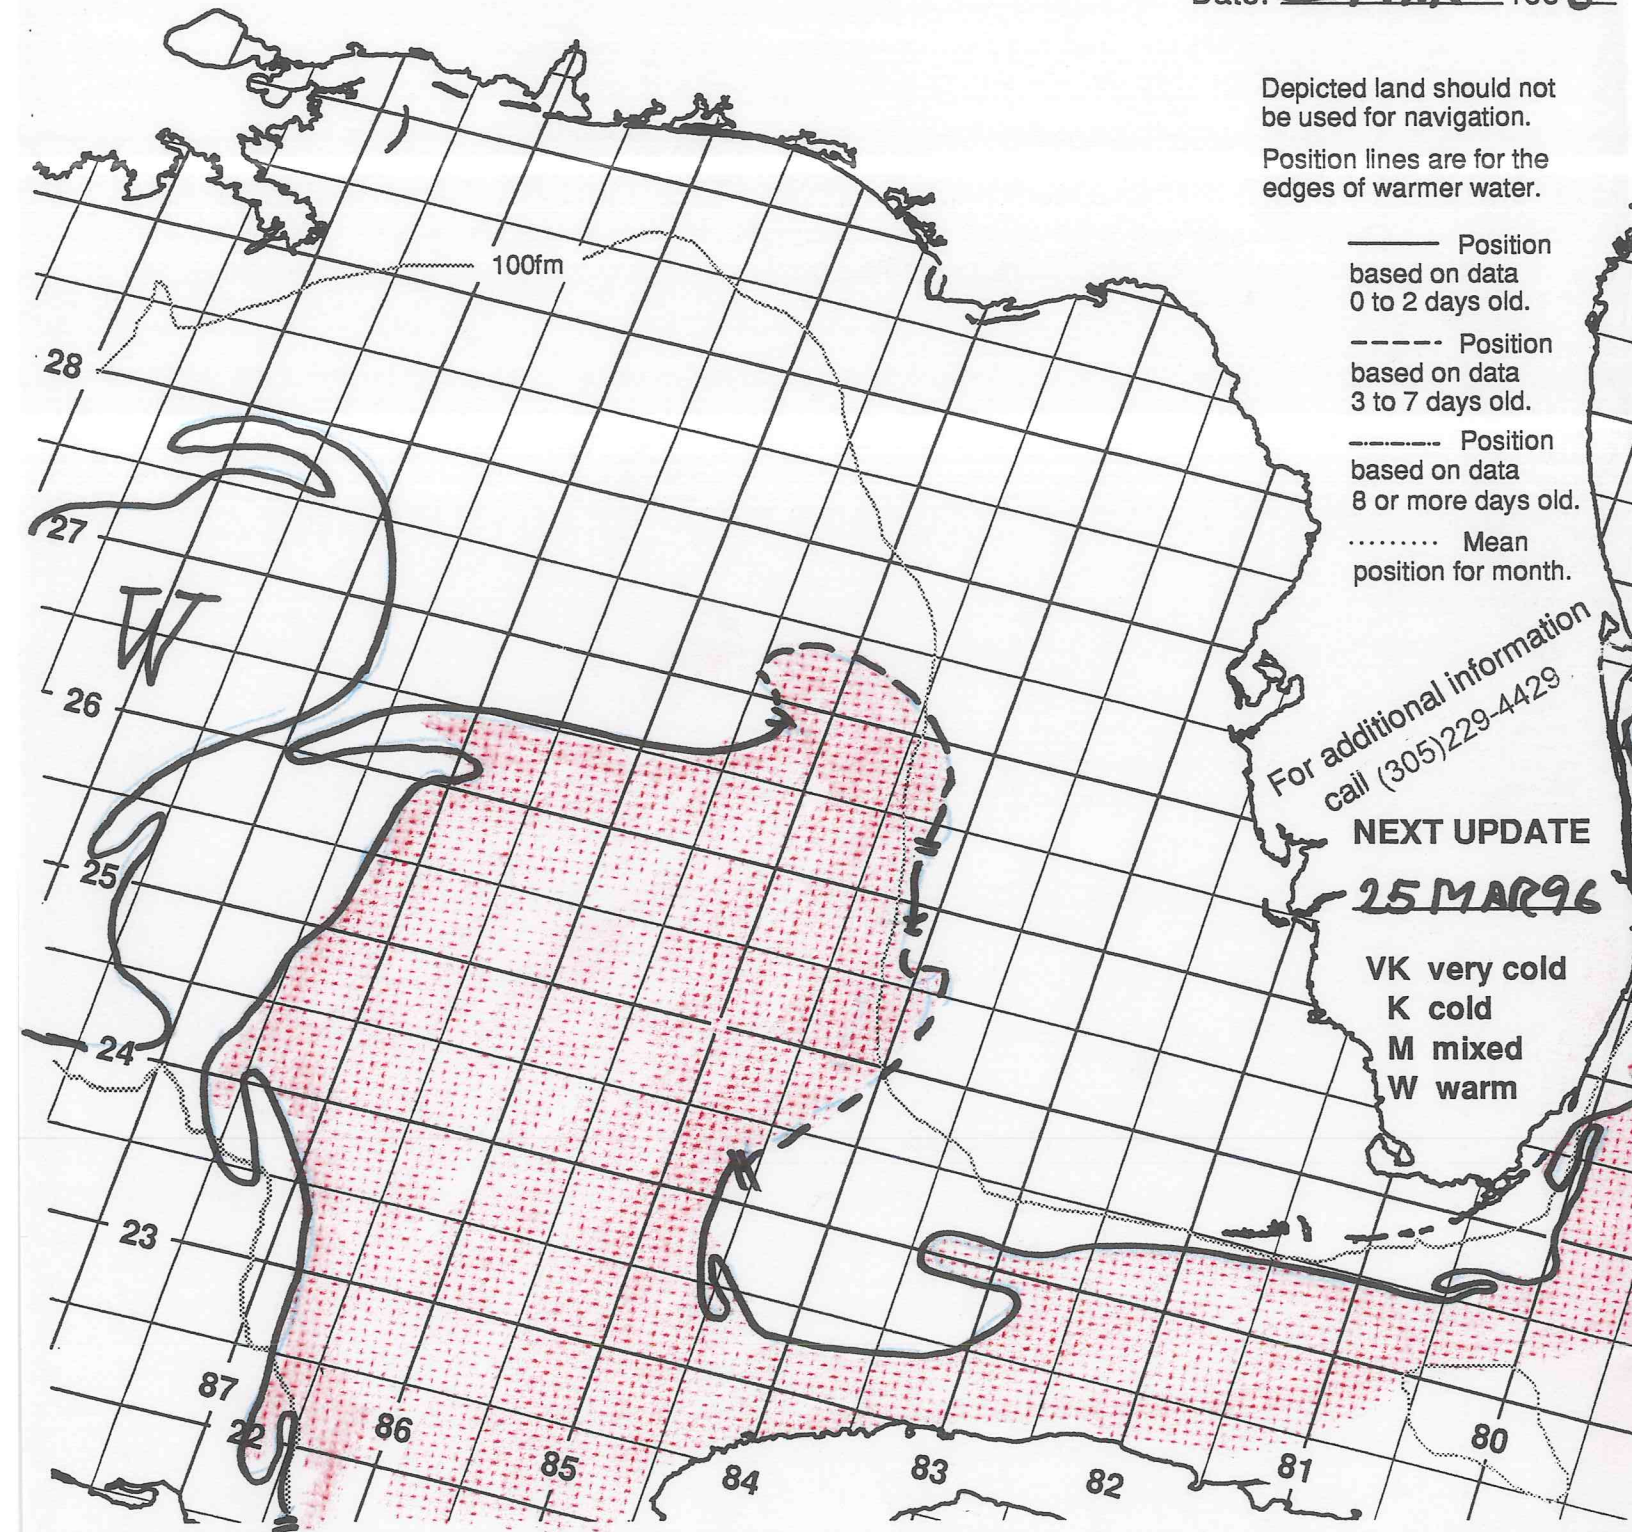 Date:
Depicted land should not
be used for navigation.
Position lines are for the
edges of warmer water.
Position
based on data
0 to 2 days old.
Position
based on data
3 to 7 days old.
Position
based on data
8 or more days old.
Mean
position for month.
For additional information
call (305)229-4429
NEXT UPDATE
25 MAR 96
VK very cold
K cold
M mixed
W warm
100fm
28
27
W
26
25
24
23
87
22
86
85
84
83
82
81
80